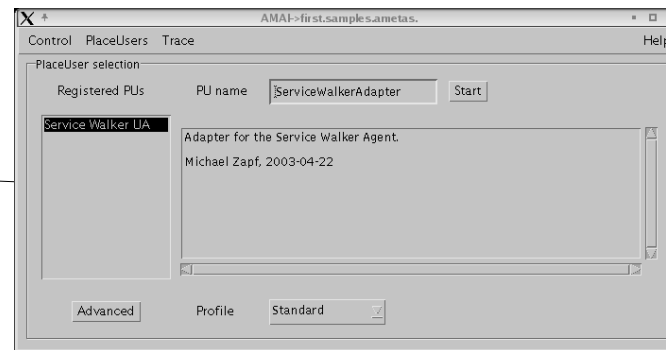 AMAI->first.samples.ametas.
Control PlaceUsers Trace Help
PlaceUser selection
Registered PUs PU name ServiceWalkerAdapter Start
Service Walker UA
Adapter for the Service Walker Agent.
Michael Zapf, 2003-04-22
Advanced Profile Standard